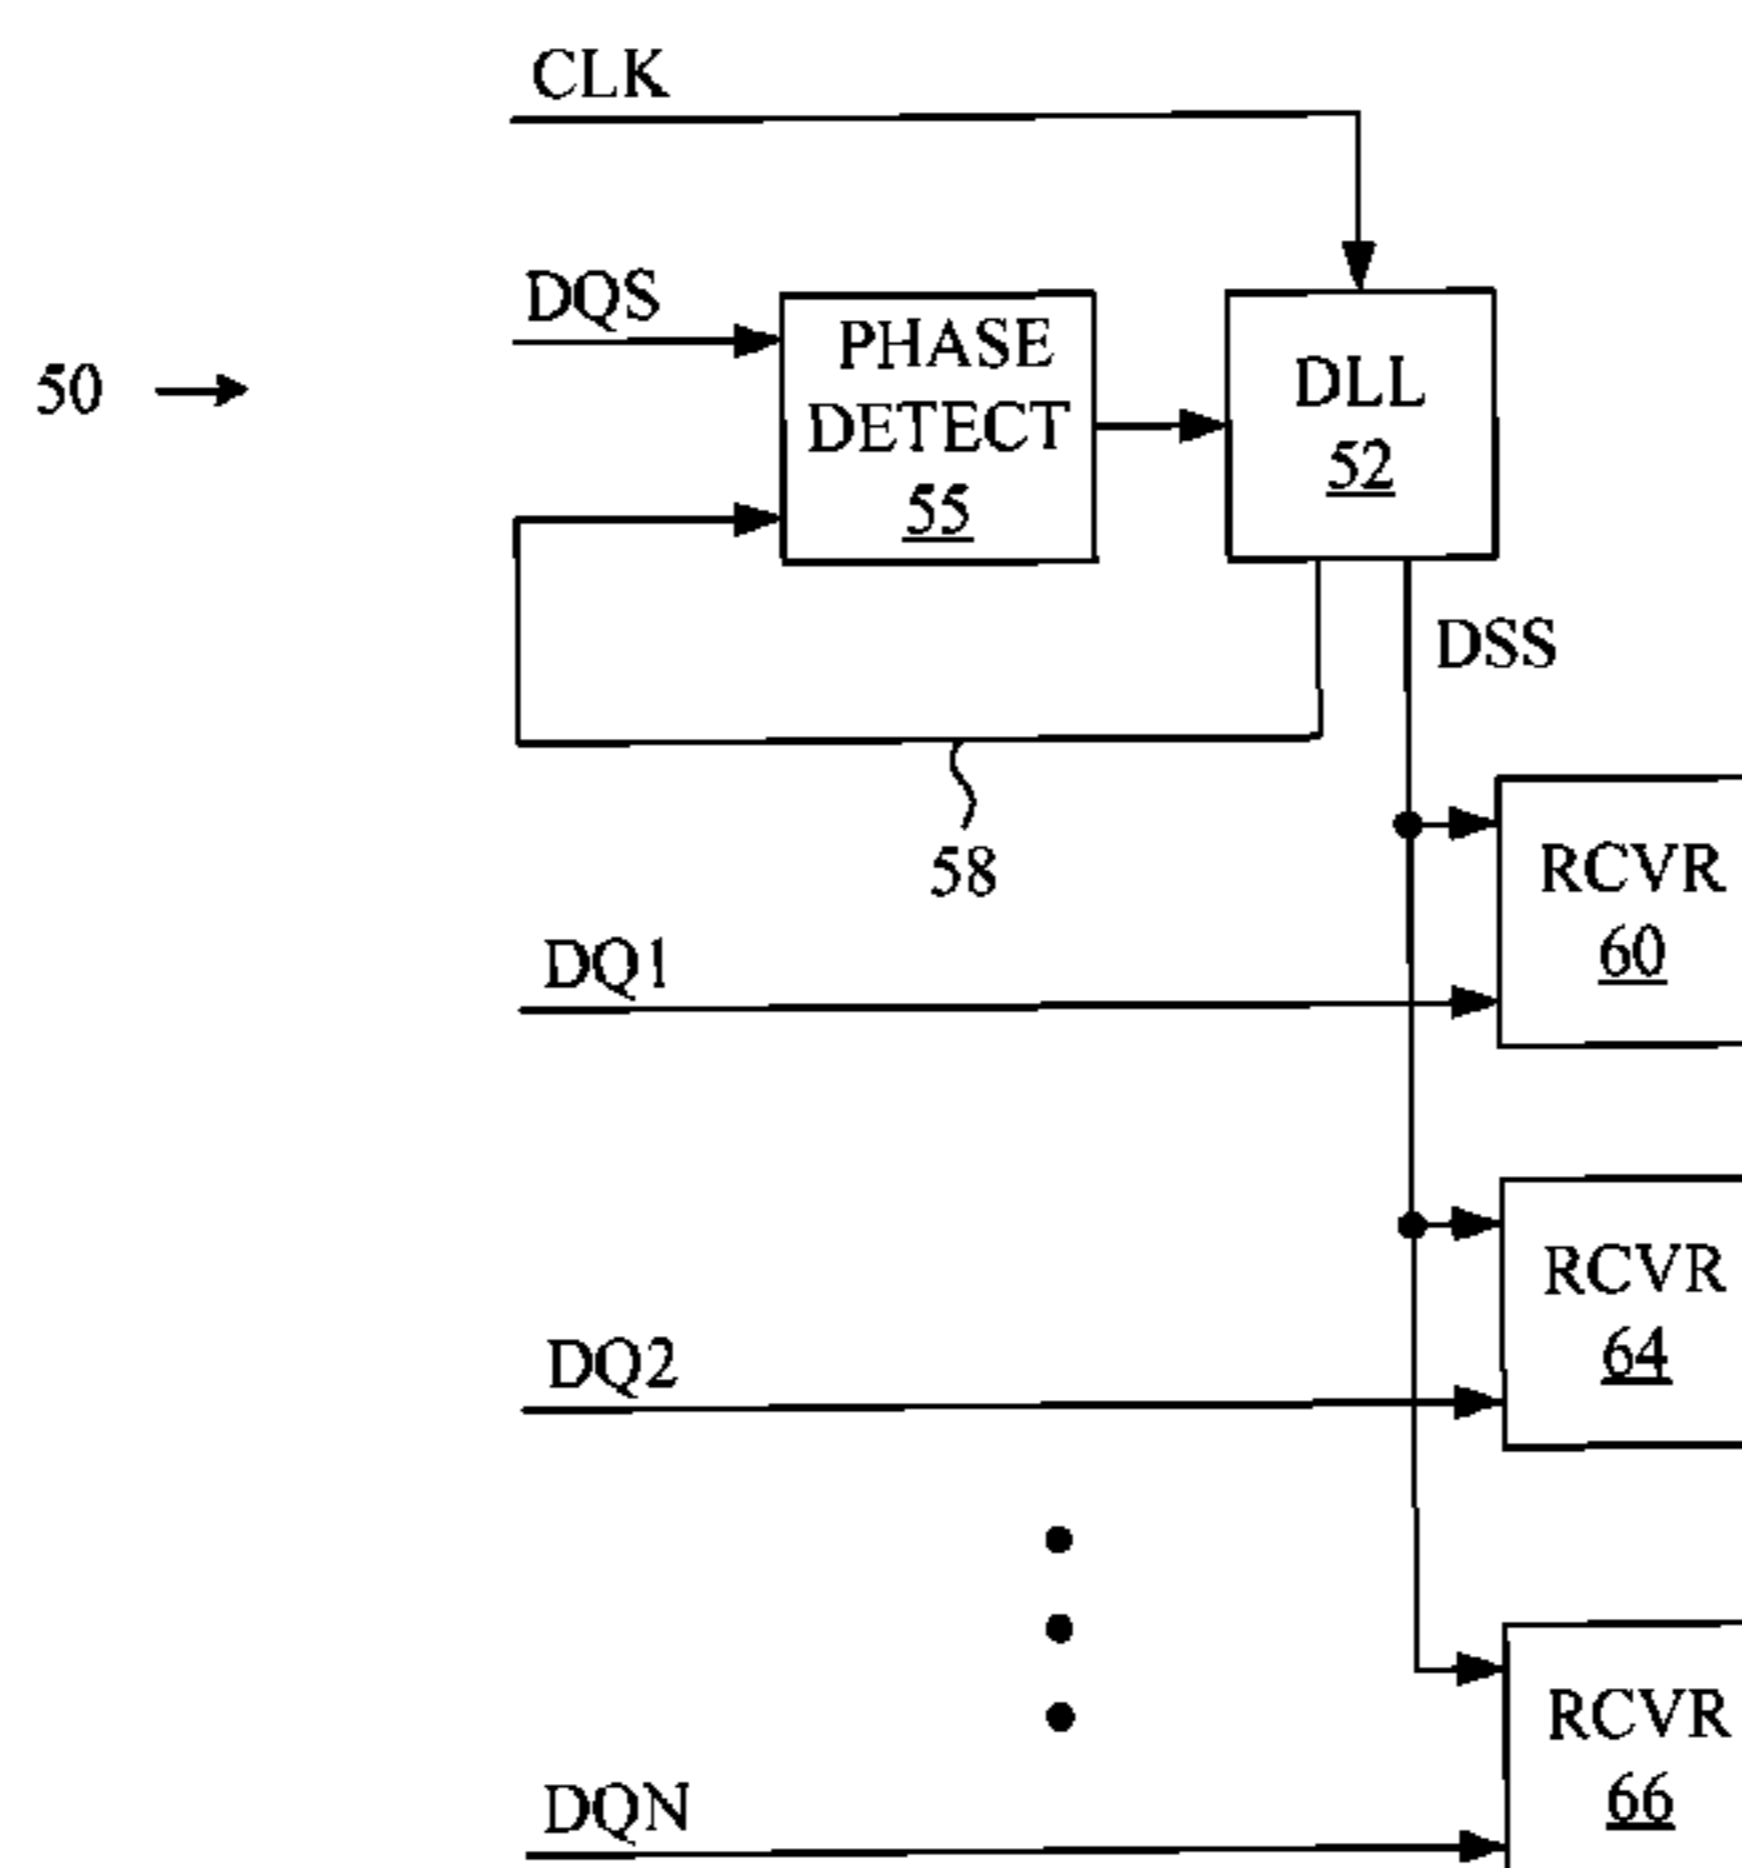 CLK
DQS
PHASE
DETECT
55
DLL
52
50
DSS
58
RCVR
60
DQ1
RCVR
64
DQ2
RCVR
66
DQN